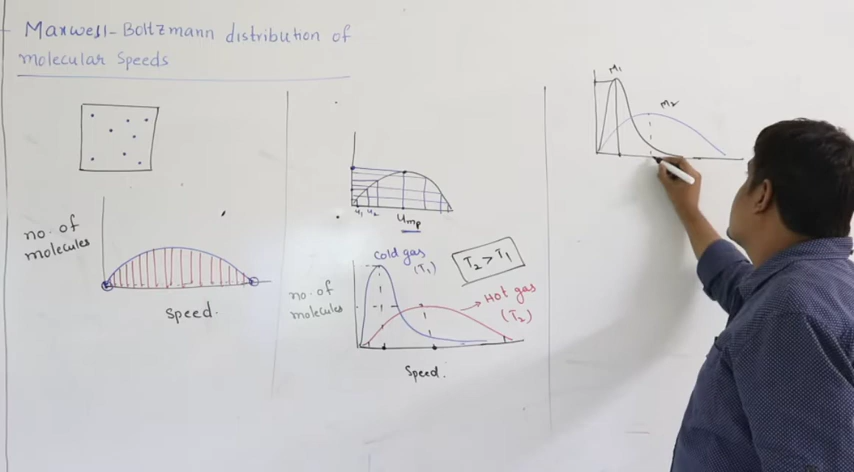 Maxwell-Boltzmann distribution of
molecular Speeds
no. of
molecules
Speed.
u1 u2
Ump
Cold gas
(T1)
T2 > T1
no. of
molecules
Hot gas
(T2)
Speed.
M1
M2